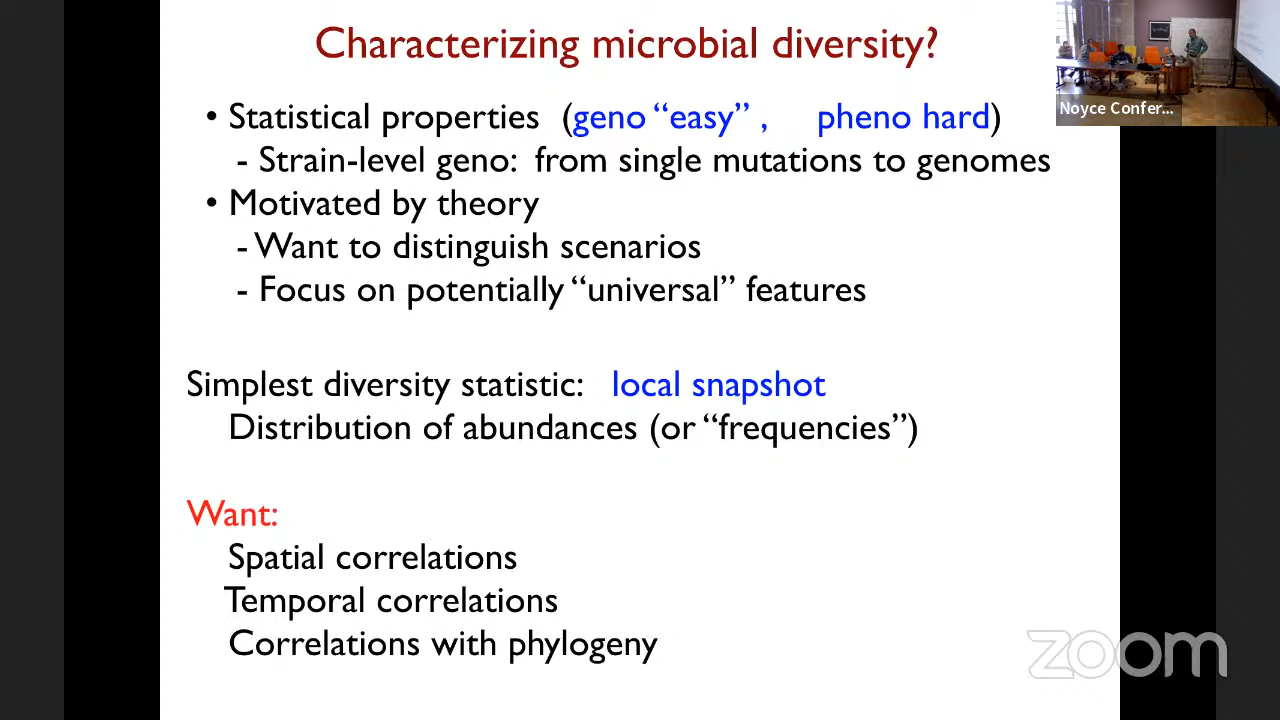 Characterizing microbial diversity?
• Statistical properties (geno “easy” , pheno hard)
- Strain-level geno: from single mutations to genomes
• Motivated by theory
- Want to distinguish scenarios
- Focus on potentially “universal” features
Simplest diversity statistic: local snapshot
Distribution of abundances (or “frequencies”)
Want:
Spatial correlations
Temporal correlations
Correlations with phylogeny
Noyce Confer...
zoom